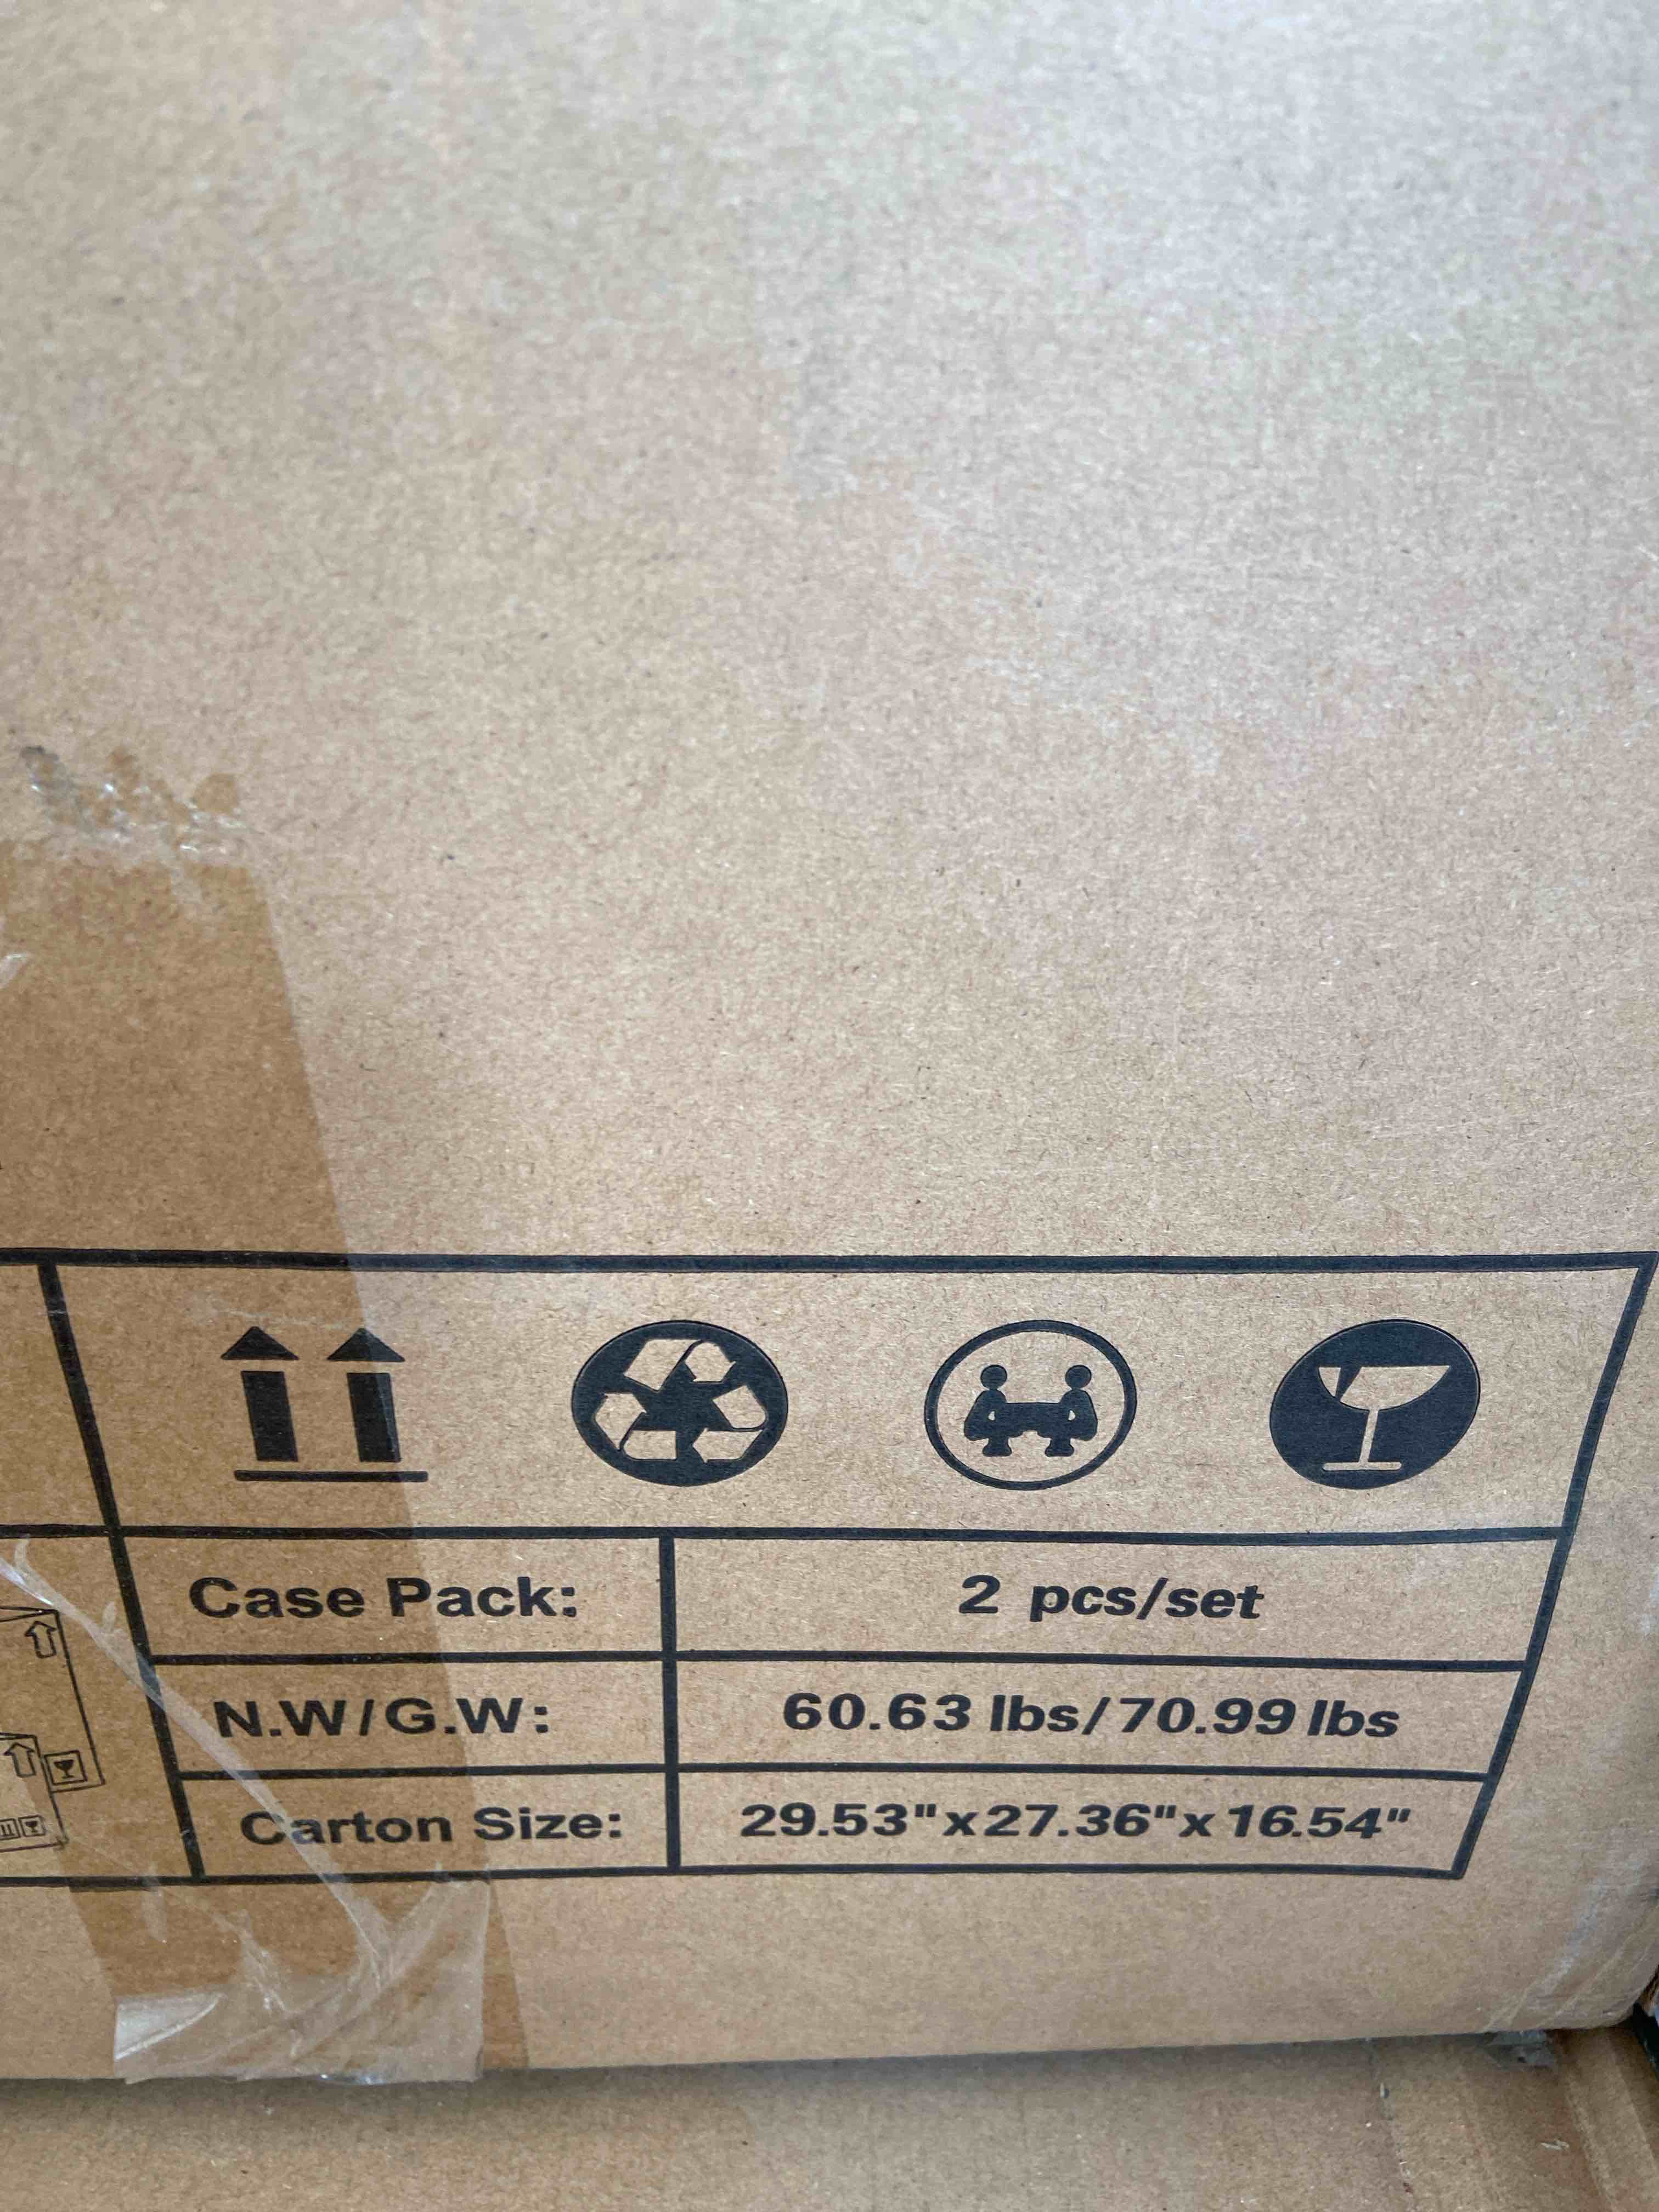 Case Pack: 2 pcs/set
N.W/G.W: 60.63 lbs/70.99 lbs
Carton Size: 29.53"x27.36"x16.54"